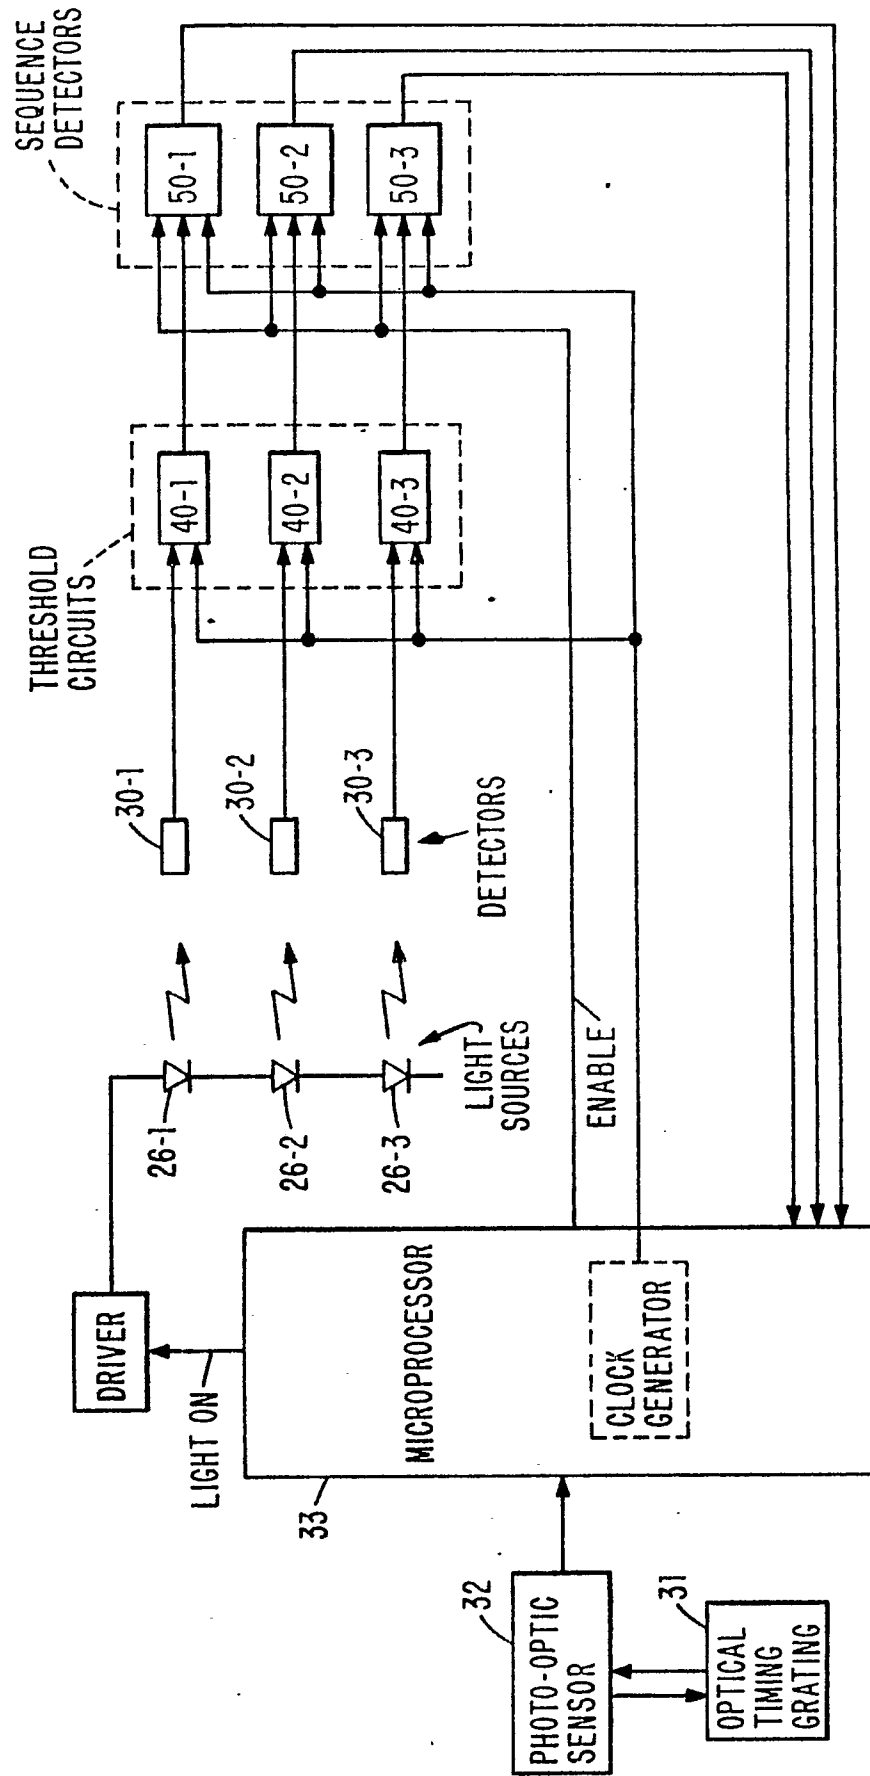 DRIVER
LIGHT ON
33
MICROPROCESSOR
CLOCK
GENERATOR
32
PHOTO-OPTIC
SENSOR
31
OPTICAL
TIMING
GRATING
26-1
26-2
26-3
LIGHT
SOURCES
ENABLE
30-1
30-2
30-3
DETECTORS
THRESHOLD
CIRCUITS
40-1
40-2
40-3
SEQUENCE
DETECTORS
50-1
50-2
50-3